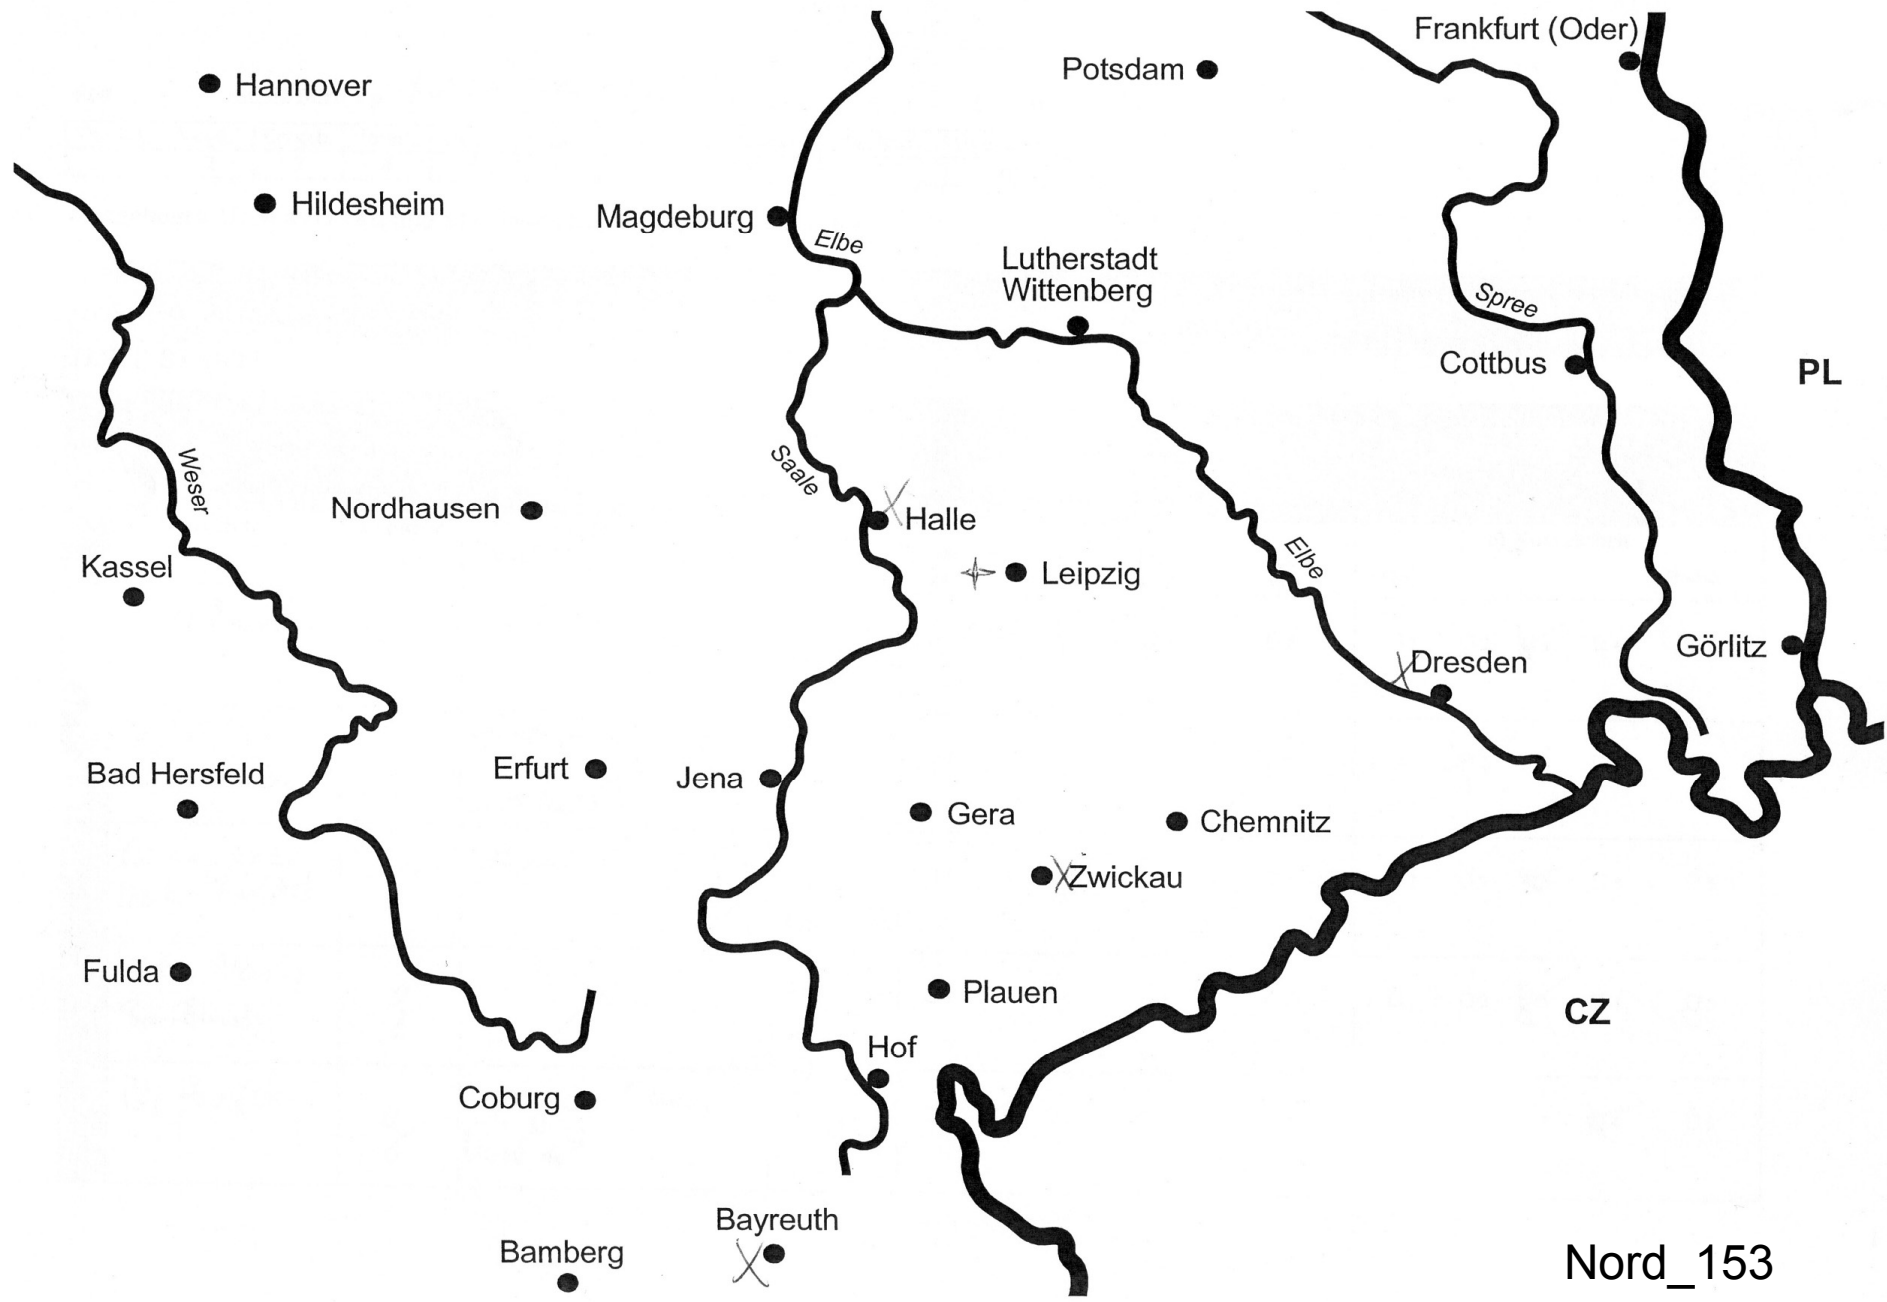 Frankfurt (Oder)
Potsdam
Hannover
Hildesheim
Magdeburg
Elbe
Lutherstadt
Wittenberg
Spree
Cottbus
PL
Weser
Saale
Nordhausen
Halle
Kassel
Leipzig
Elbe
Görlitz
Dresden
Bad Hersfeld
Erfurt
Jena
Gera
Chemnitz
Zwickau
Fulda
Plauen
CZ
Hof
Coburg
Bayreuth
Bamberg
Nord_153